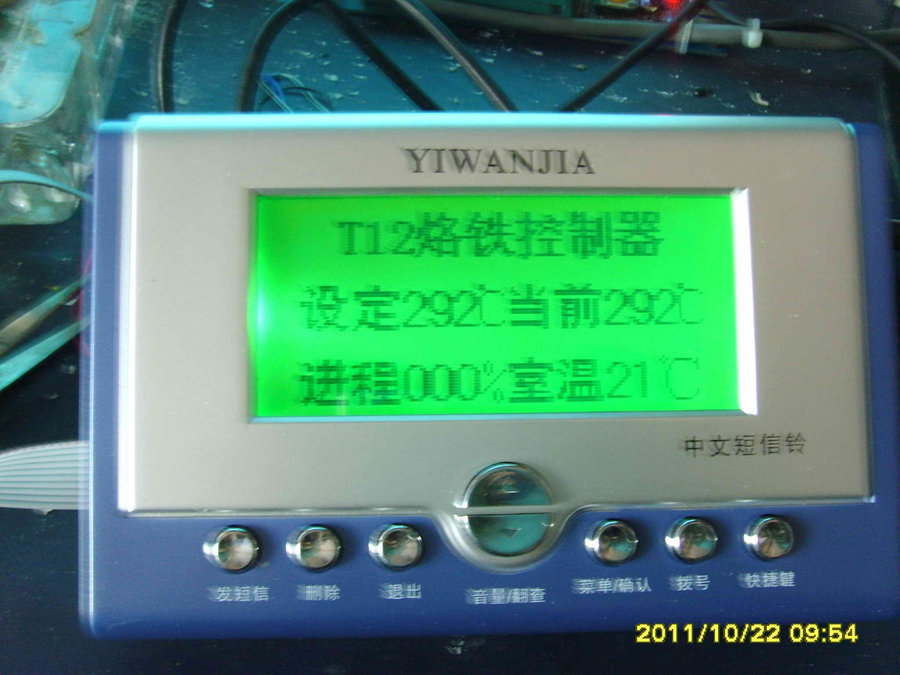 YIWANJIA
T12烙铁控制器
设定292℃当前292℃
进程000%室温21℃
中文短信铃
发短信 删除 退出 音量/翻查 菜单/确认 拨号 快捷键
2011/10/22 09:54